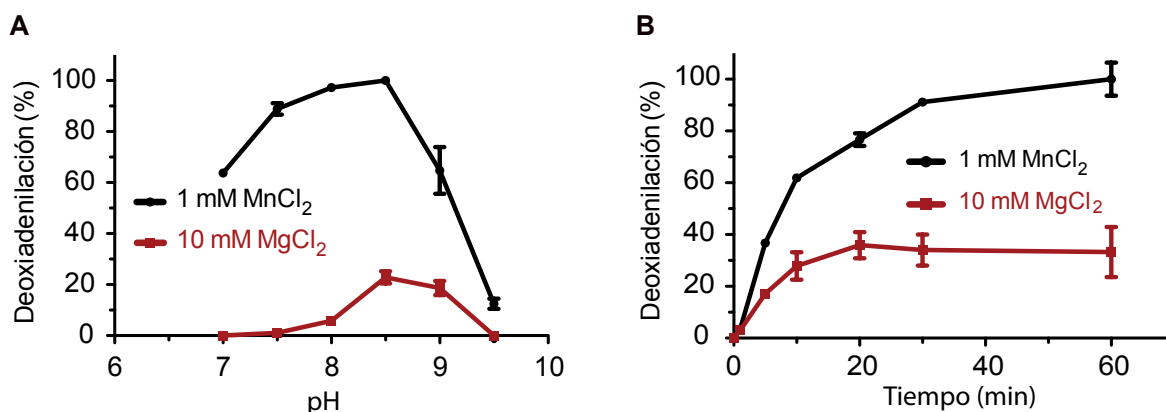 A
Deoxiadenilación (%)
100
80
60
40
20
0
1 mM MnCl₂
10 mM MgCl₂
6 7 8 9 10
pH
B
Deoxiadenilación (%)
100
80
60
40
20
0
1 mM MnCl₂
10 mM MgCl₂
0 20 40 60
Tiempo (min)